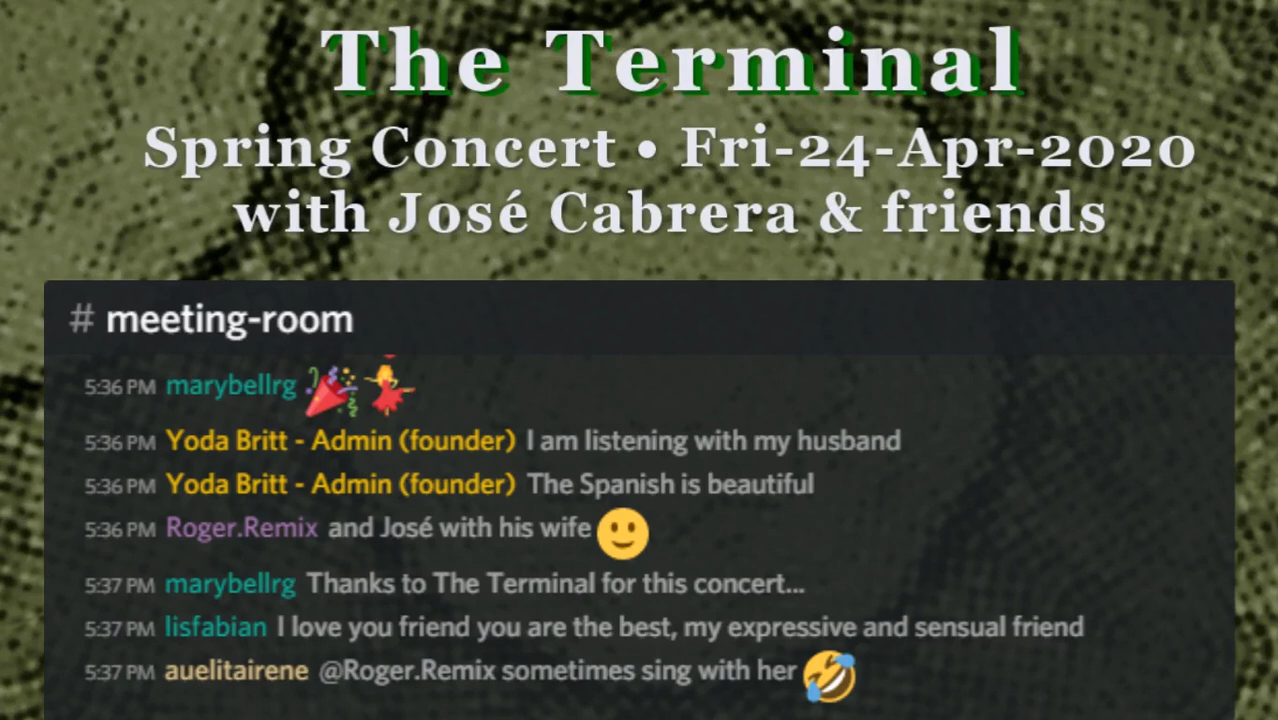 The Terminal
Spring Concert • Fri-24-Apr-2020
with José Cabrera & friends
# meeting-room
5:36 PM marybellrg 🎉💃
5:36 PM Yoda Britt - Admin (founder) I am listening with my husband
5:36 PM Yoda Britt - Admin (founder) The Spanish is beautiful
5:36 PM Roger.Remix and José with his wife 🙂
5:37 PM marybellrg Thanks to The Terminal for this concert...
5:37 PM lisfabian I love you friend you are the best, my expressive and sensual friend
5:37 PM auelitairene @Roger.Remix sometimes sing with her 🤣